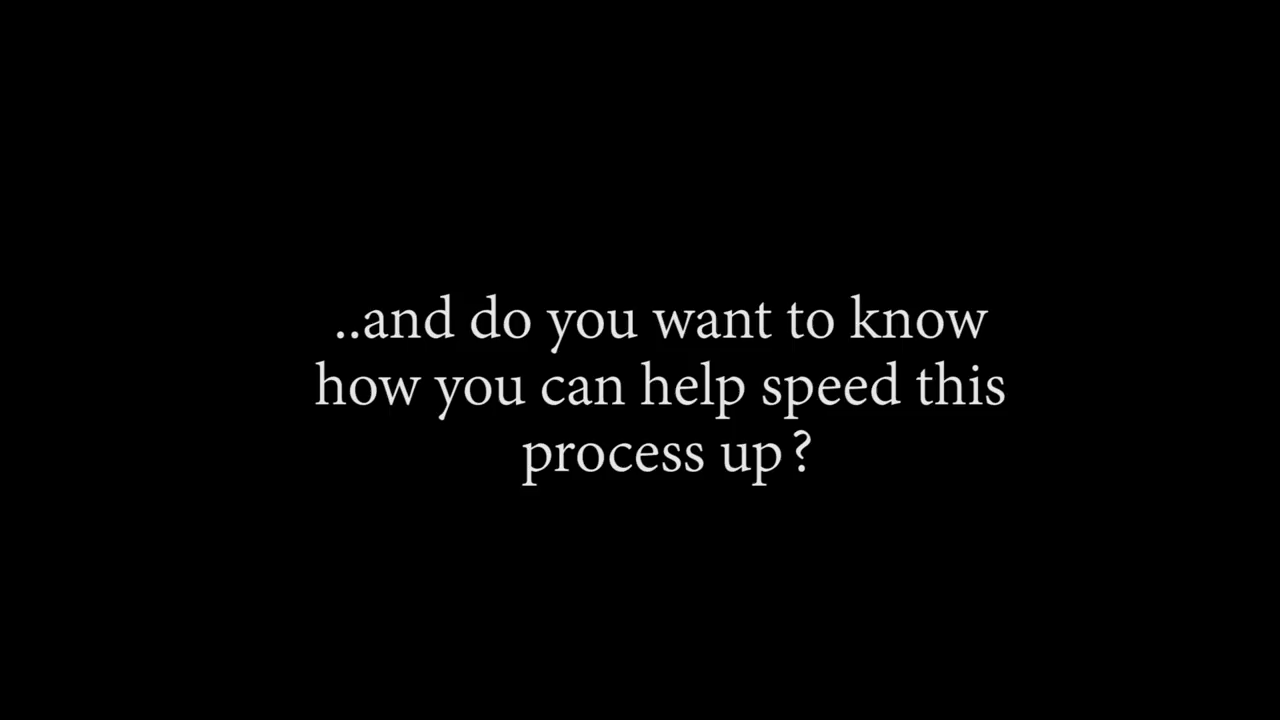 ..and do you want to know
how you can help speed this
process up?